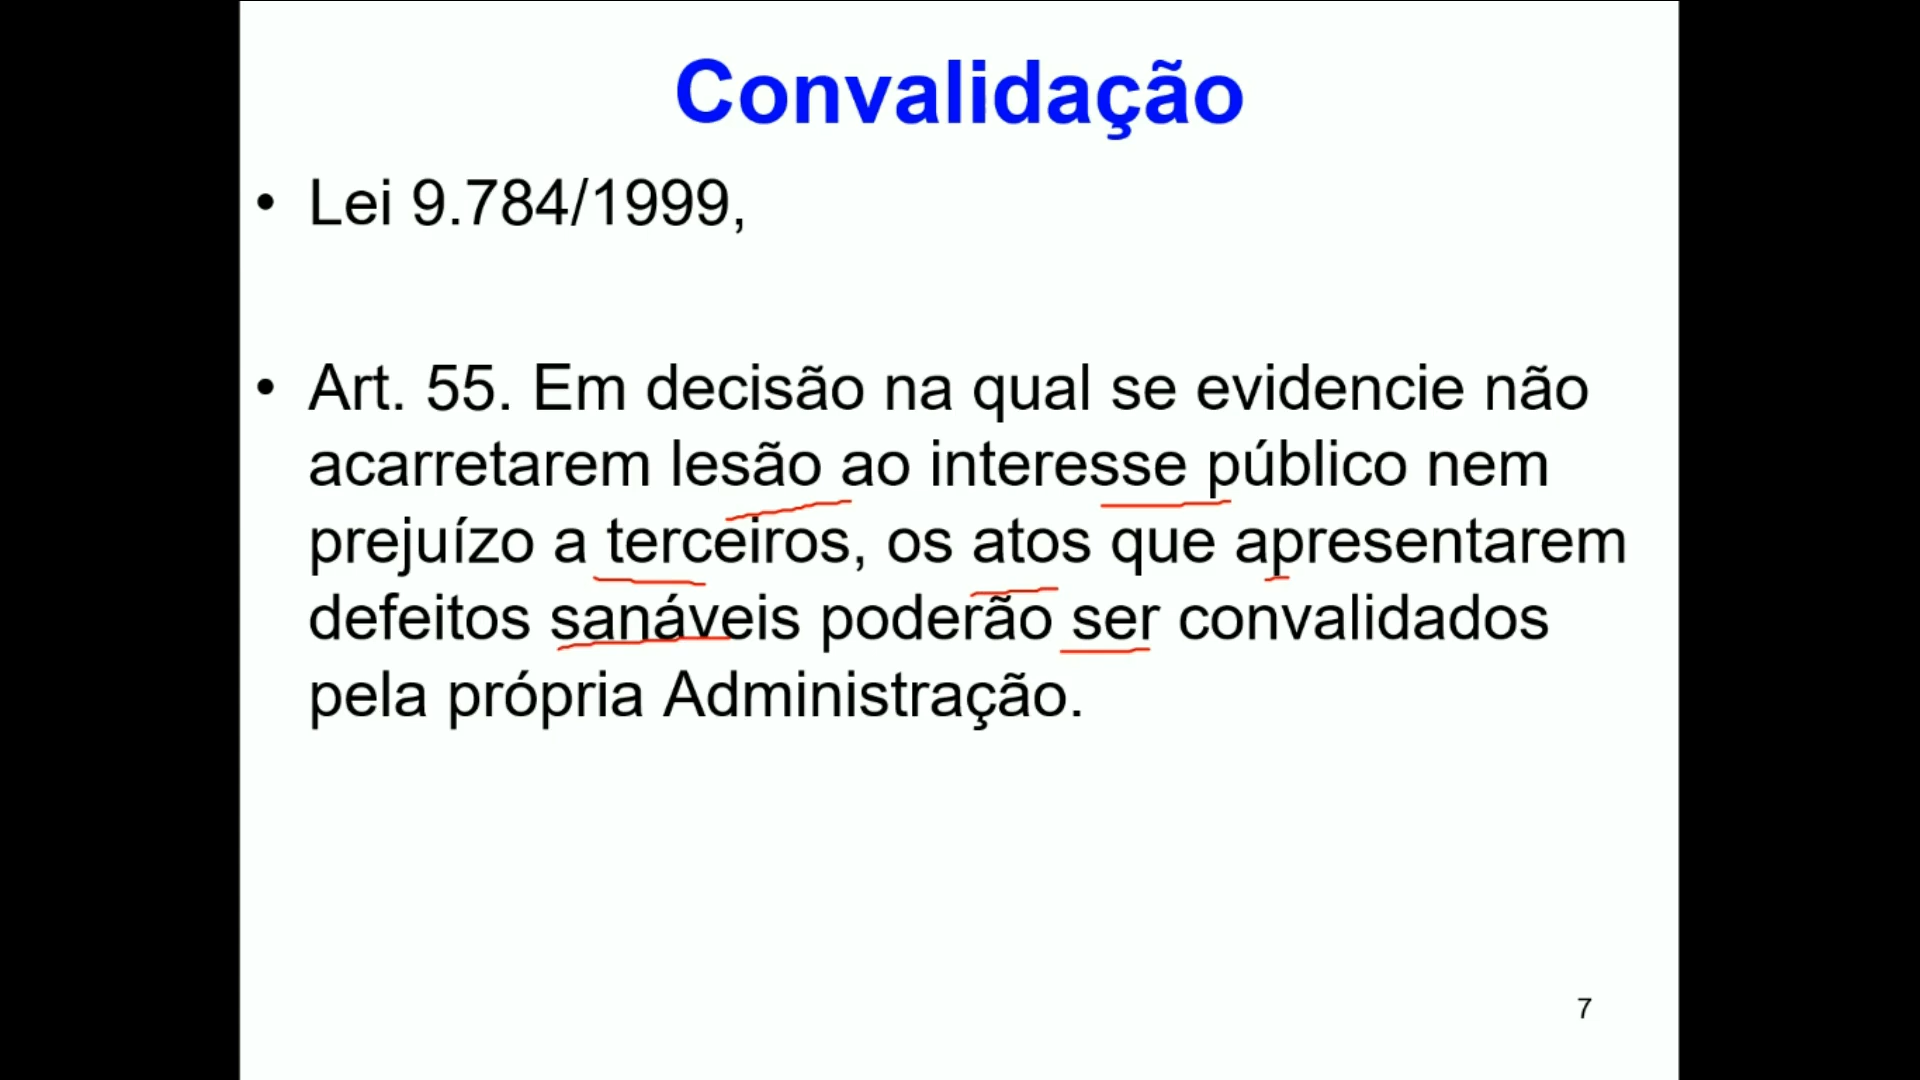 Convalidação
• Lei 9.784/1999,
• Art. 55. Em decisão na qual se evidencie não
acarretarem lesão ao interesse público nem
prejuízo a terceiros, os atos que apresentarem
defeitos sanáveis poderão ser convalidados
pela própria Administração.
7